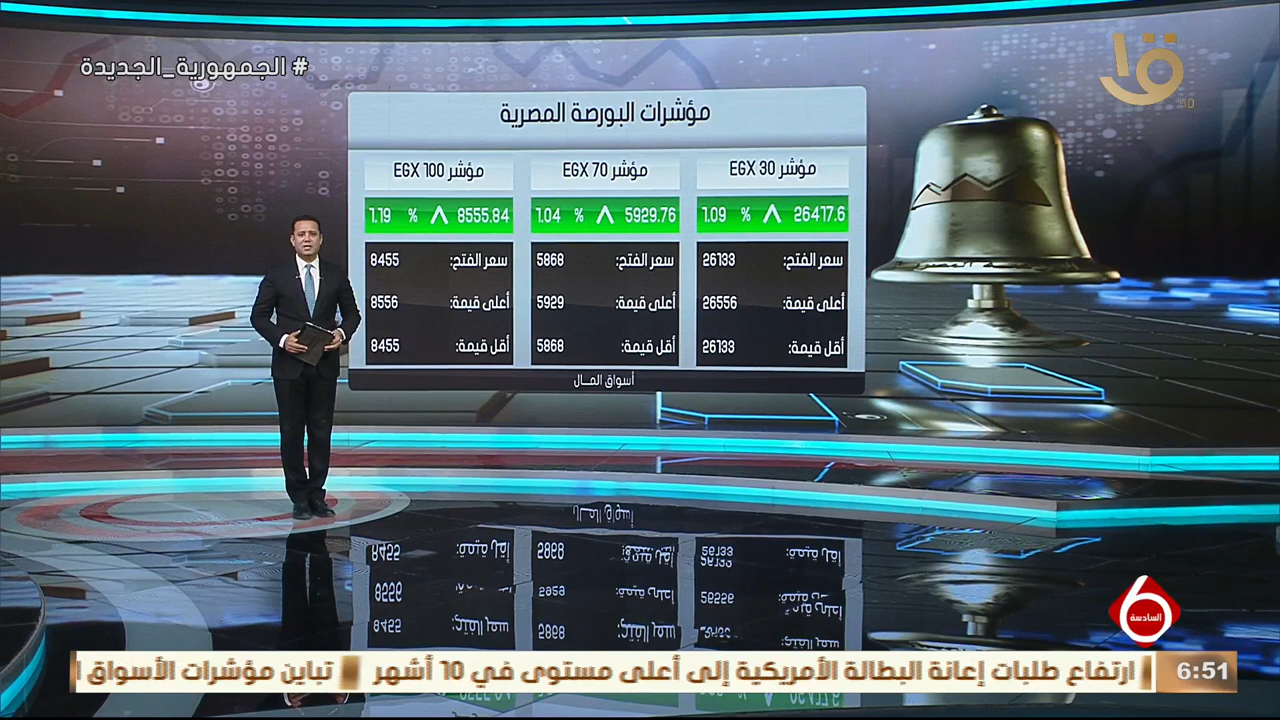 #الجمهورية_الجديدة
HD
مؤشرات البورصة المصرية
مؤشر EGX 30
26417.6 % 1.09
سعر الفتح: 26133
أعلى قيمة: 26556
أقل قيمة: 26133
مؤشر EGX 70
5929.76 % 1.04
سعر الفتح: 5868
أعلى قيمة: 5929
أقل قيمة: 5868
مؤشر EGX 100
8555.84 % 1.19
سعر الفتح: 8455
أعلى قيمة: 8556
أقل قيمة: 8455
أسواق المـال
6 السادسة
6:51
ارتفاع طلبات إعانة البطالة الأمريكية إلى أعلى مستوى في 10 أشهر
تباين مؤشرات الأسواق